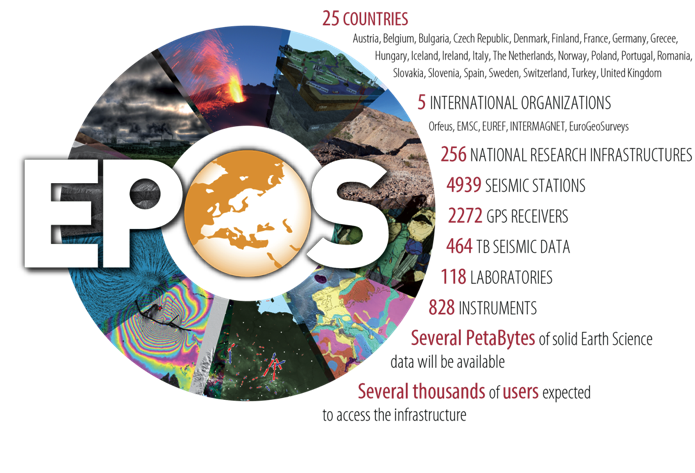 25 COUNTRIES
Austria, Belgium, Bulgaria, Czech Republic, Denmark, Finland, France, Germany, Grecee,
Hungary, Iceland, Ireland, Italy, The Netherlands, Norway, Poland, Portugal, Romania,
Slovakia, Slovenia, Spain, Sweden, Switzerland, Turkey, United Kingdom
5 INTERNATIONAL ORGANIZATIONS
Orfeus, EMSC, EUREF, INTERMAGNET, EuroGeoSurveys
256 NATIONAL RESEARCH INFRASTRUCTURES
4939 SEISMIC STATIONS
2272 GPS RECEIVERS
464 TB SEISMIC DATA
118 LABORATORIES
828 INSTRUMENTS
Several PetaBytes of solid Earth Science
data will be available
Several thousands of users expected
to access the infrastructure
EPOS